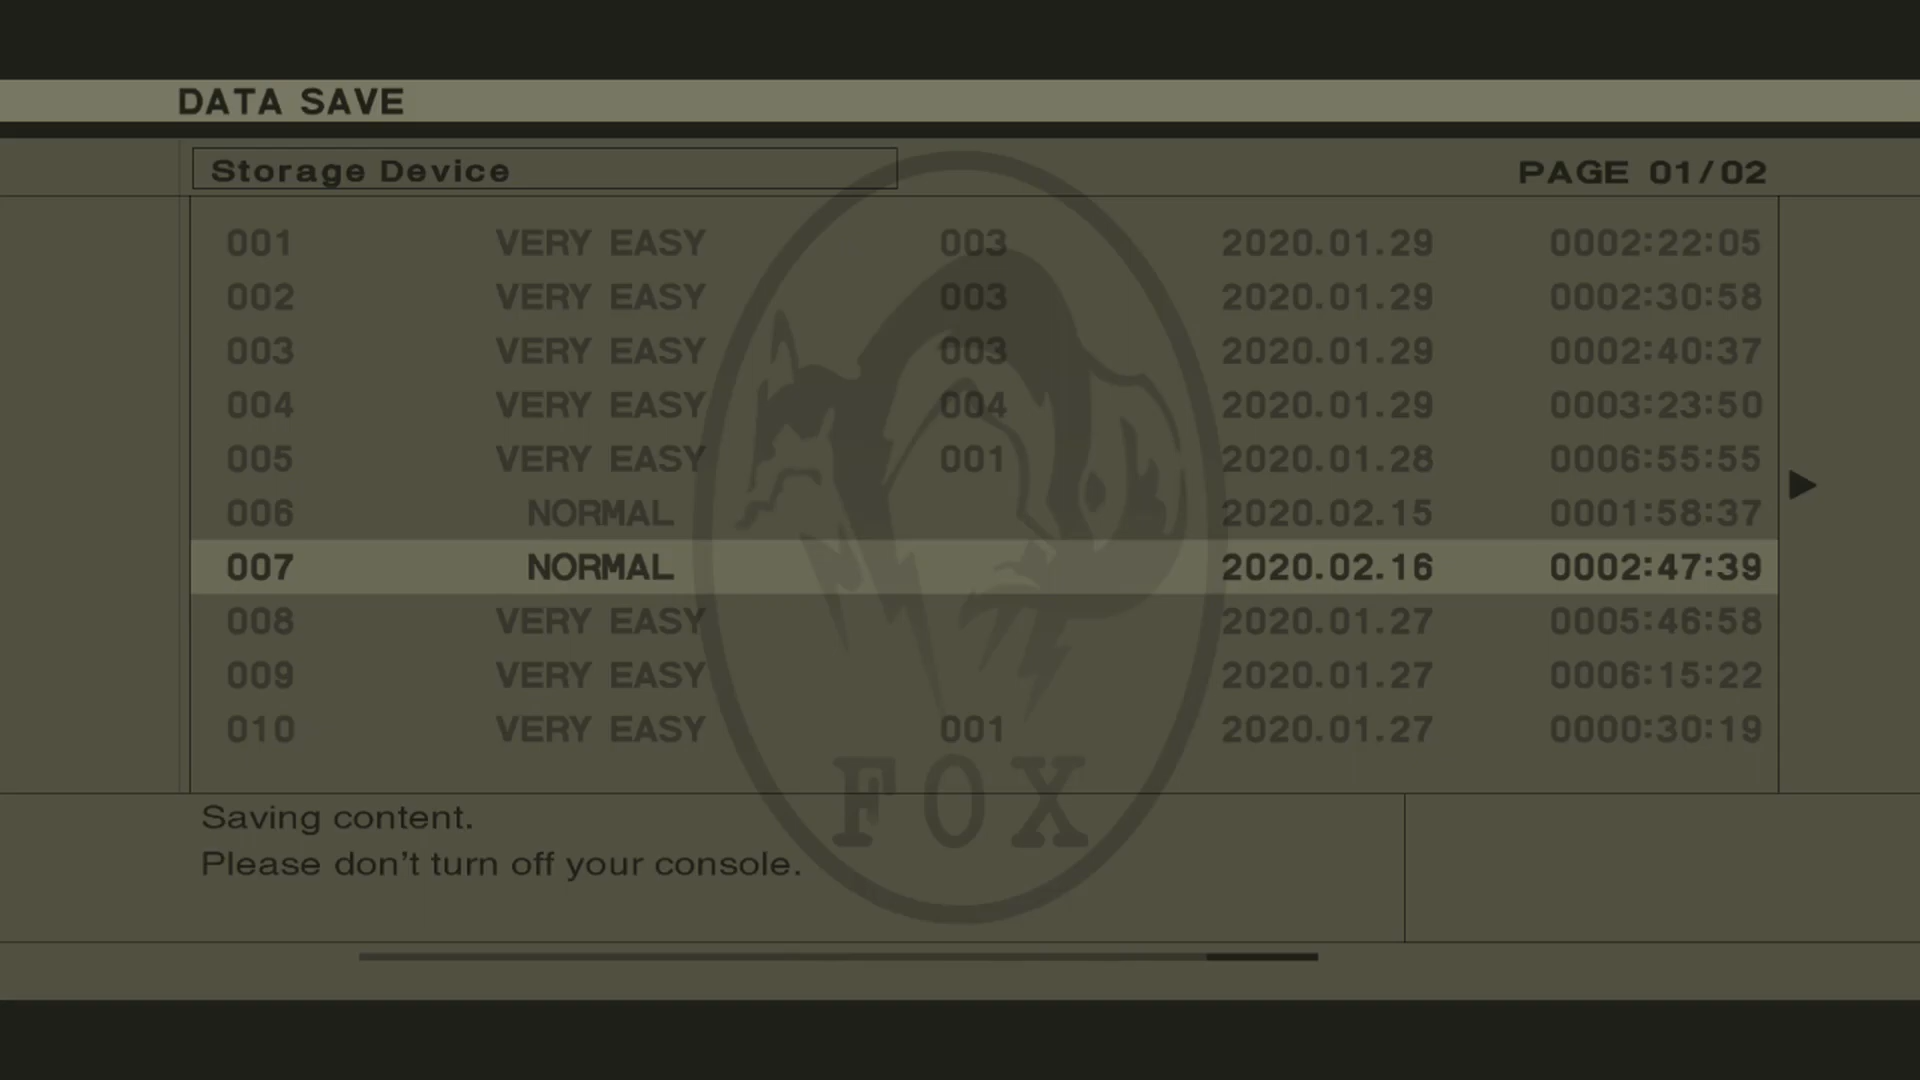 DATA SAVE
Storage Device PAGE 01/02
001 VERY EASY 003 2020.01.29 0002:22:05
002 VERY EASY 003 2020.01.29 0002:30:58
003 VERY EASY 003 2020.01.29 0002:40:37
004 VERY EASY 004 2020.01.29 0003:23:50
005 VERY EASY 001 2020.01.28 0006:55:55
006 NORMAL 2020.02.15 0001:58:37
007 NORMAL 2020.02.16 0002:47:39
008 VERY EASY 2020.01.27 0005:46:58
009 VERY EASY 2020.01.27 0006:15:22
010 VERY EASY 001 2020.01.27 0000:30:19
FOX
Saving content.
Please don't turn off your console.